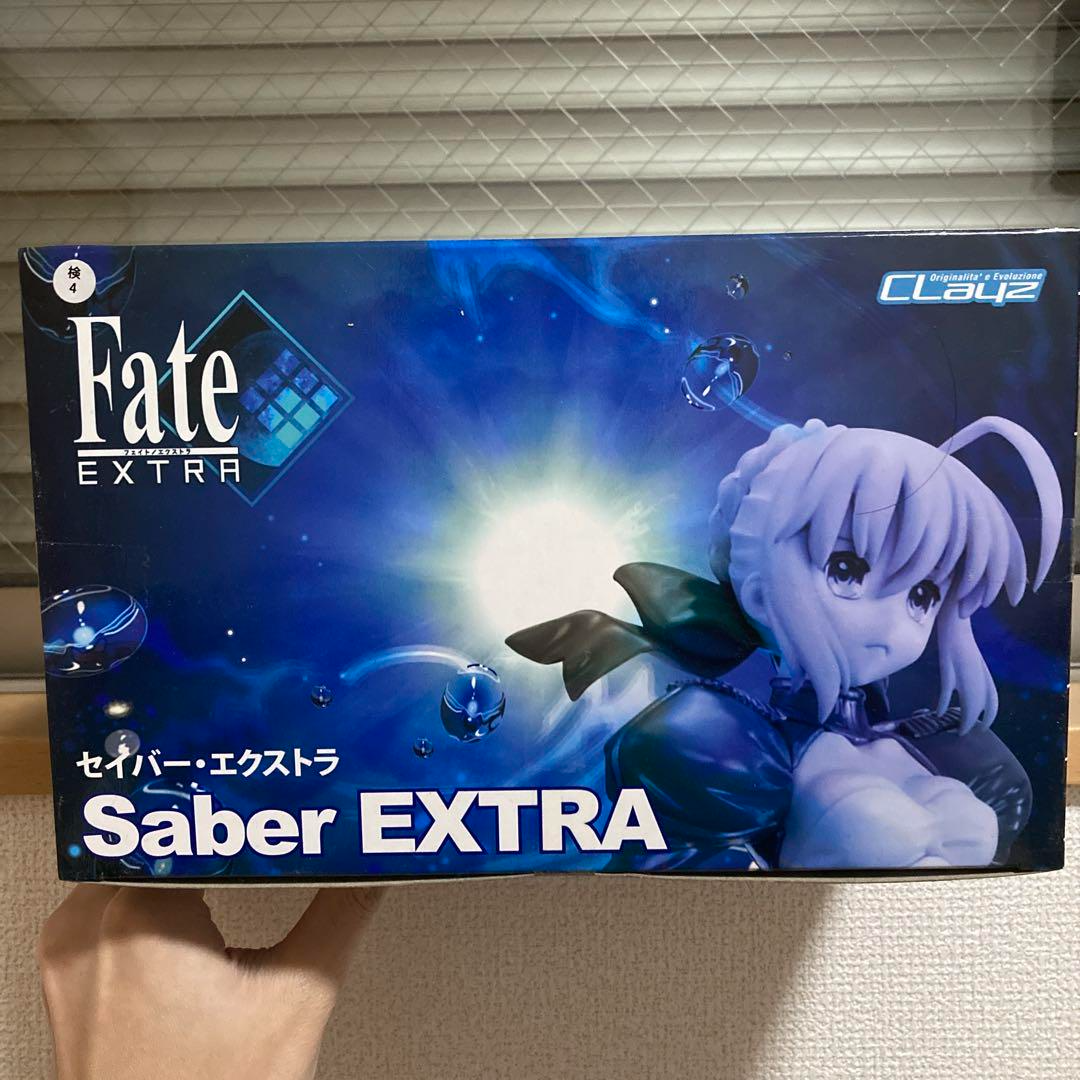 検
4
Fate
フェイト/エクストラ
EXTRA
Originalita' e Evoluzione
CLayz
セイバー・エクストラ
Saber EXTRA